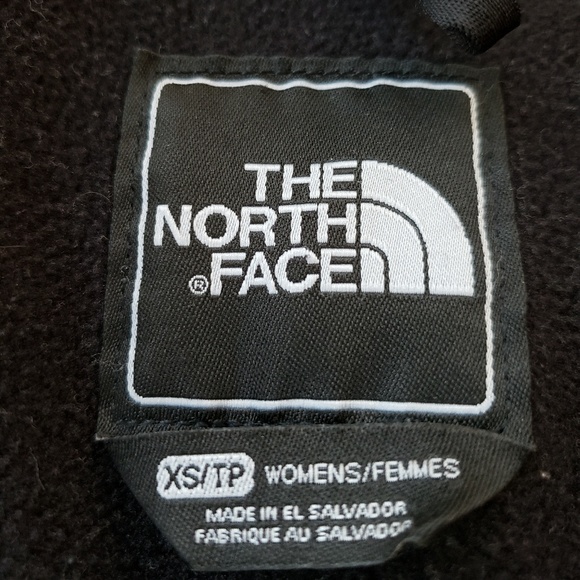 THE
NORTH
® FACE
XS/TP WOMENS/FEMMES
MADE IN EL SALVADOR
FABRIQUE AU SALVADOR